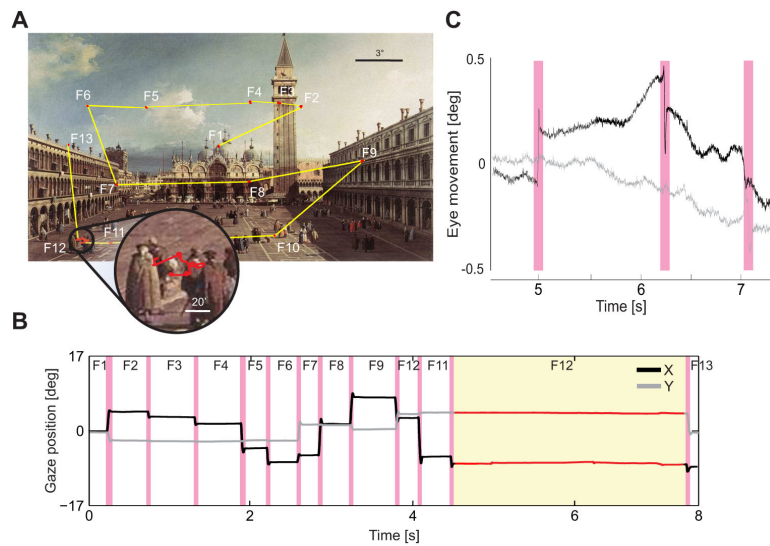 A
3°
F6
F5
F4
F3
F2
F13
F1
F9
F7
F8
F12
F11
F10
20'
C
0.5
0
-0.5
Eye movement [deg]
5
6
7
Time [s]
B
17
0
−17
Gaze position [deg]
F1
F2
F3
F4
F5
F6
F7
F8
F9
F12
F11
F12
F13
X
Y
0
2
4
6
8
Time [s]